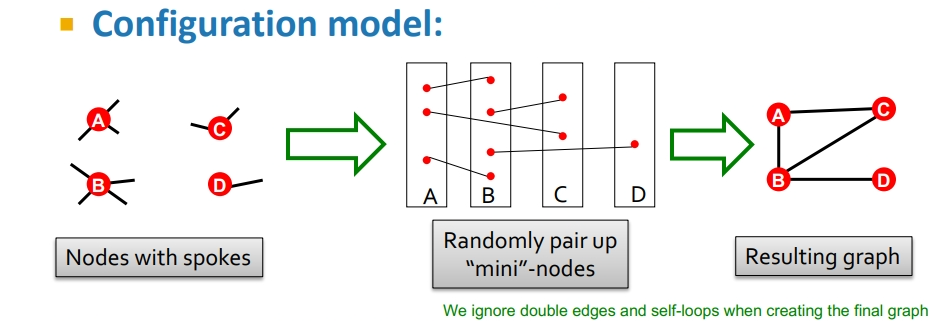 Configuration model:
A
C
B
D
A B C D
A
C
B
D
Nodes with spokes
Randomly pair up
“mini”-nodes
Resulting graph
We ignore double edges and self-loops when creating the final graph